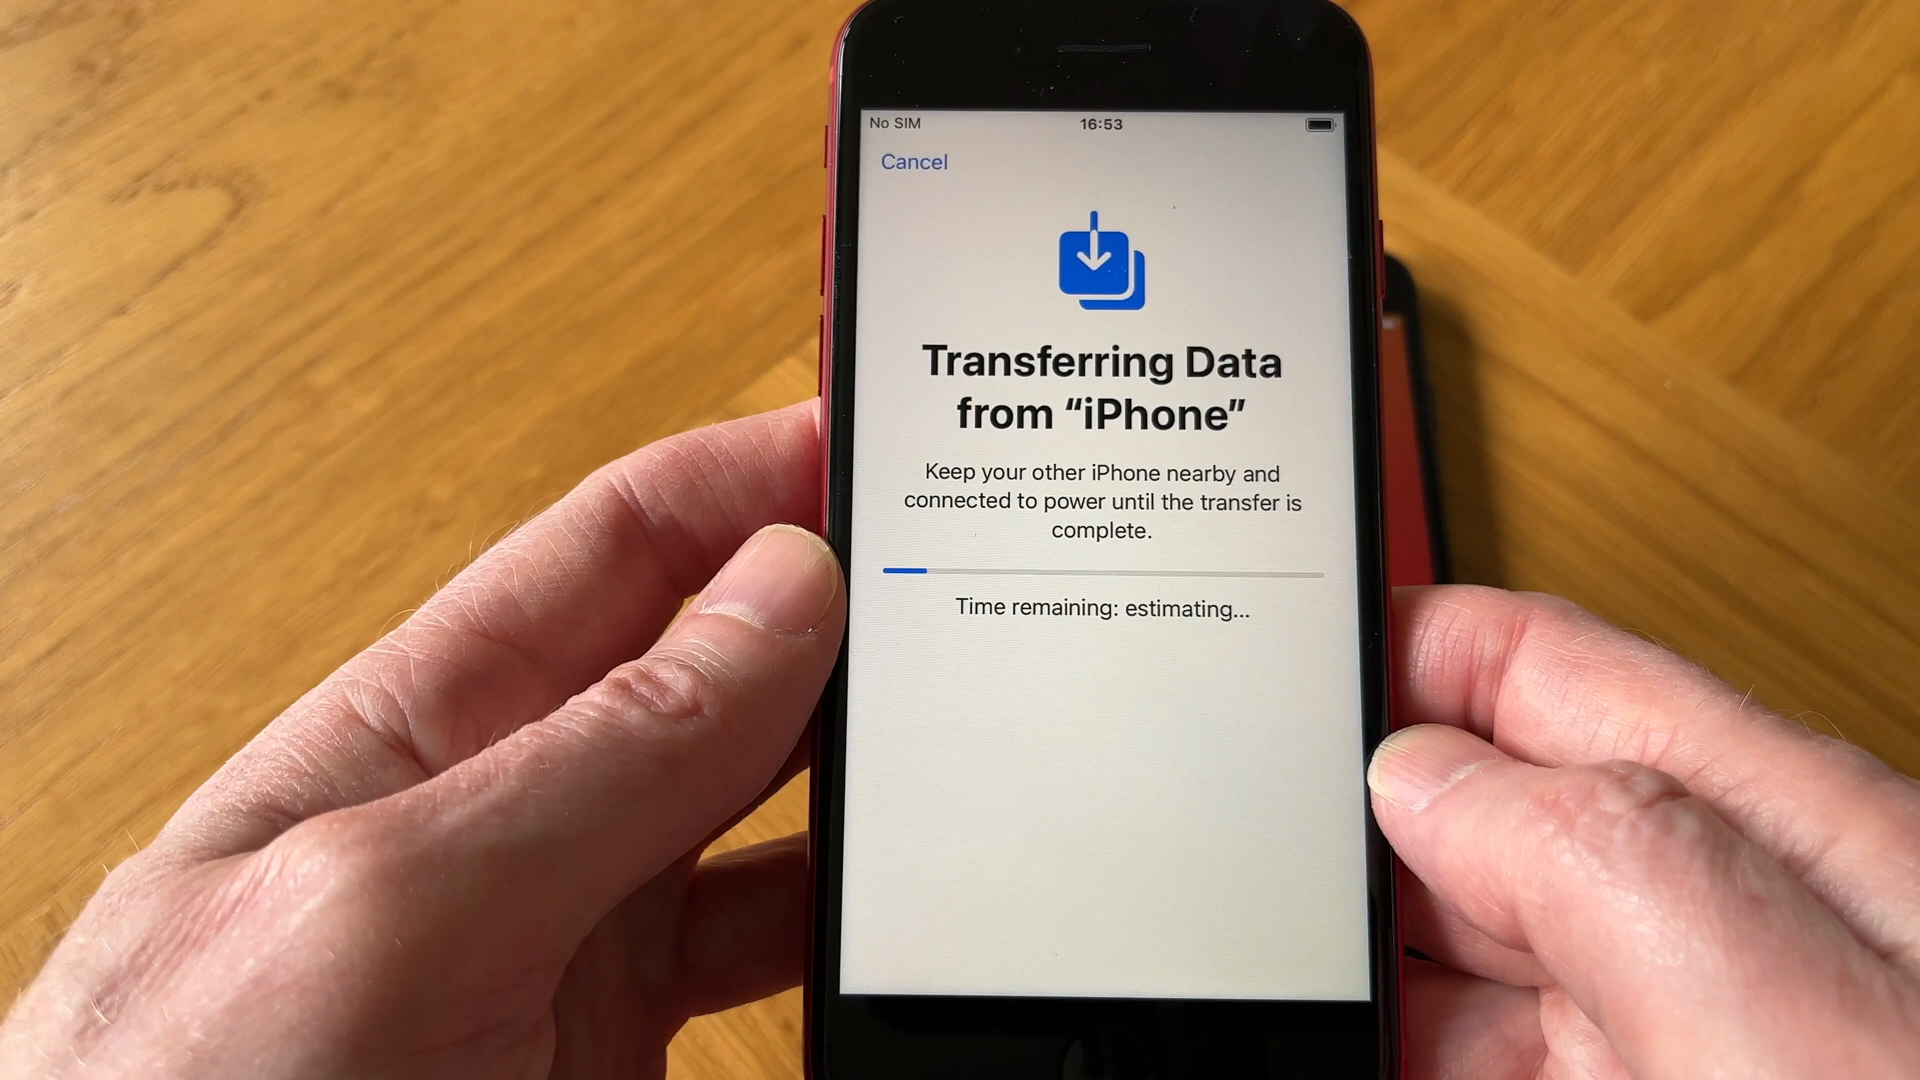 No SIM 16:53
Cancel
Transferring Data
from “iPhone”
Keep your other iPhone nearby and
connected to power until the transfer is
complete.
Time remaining: estimating...